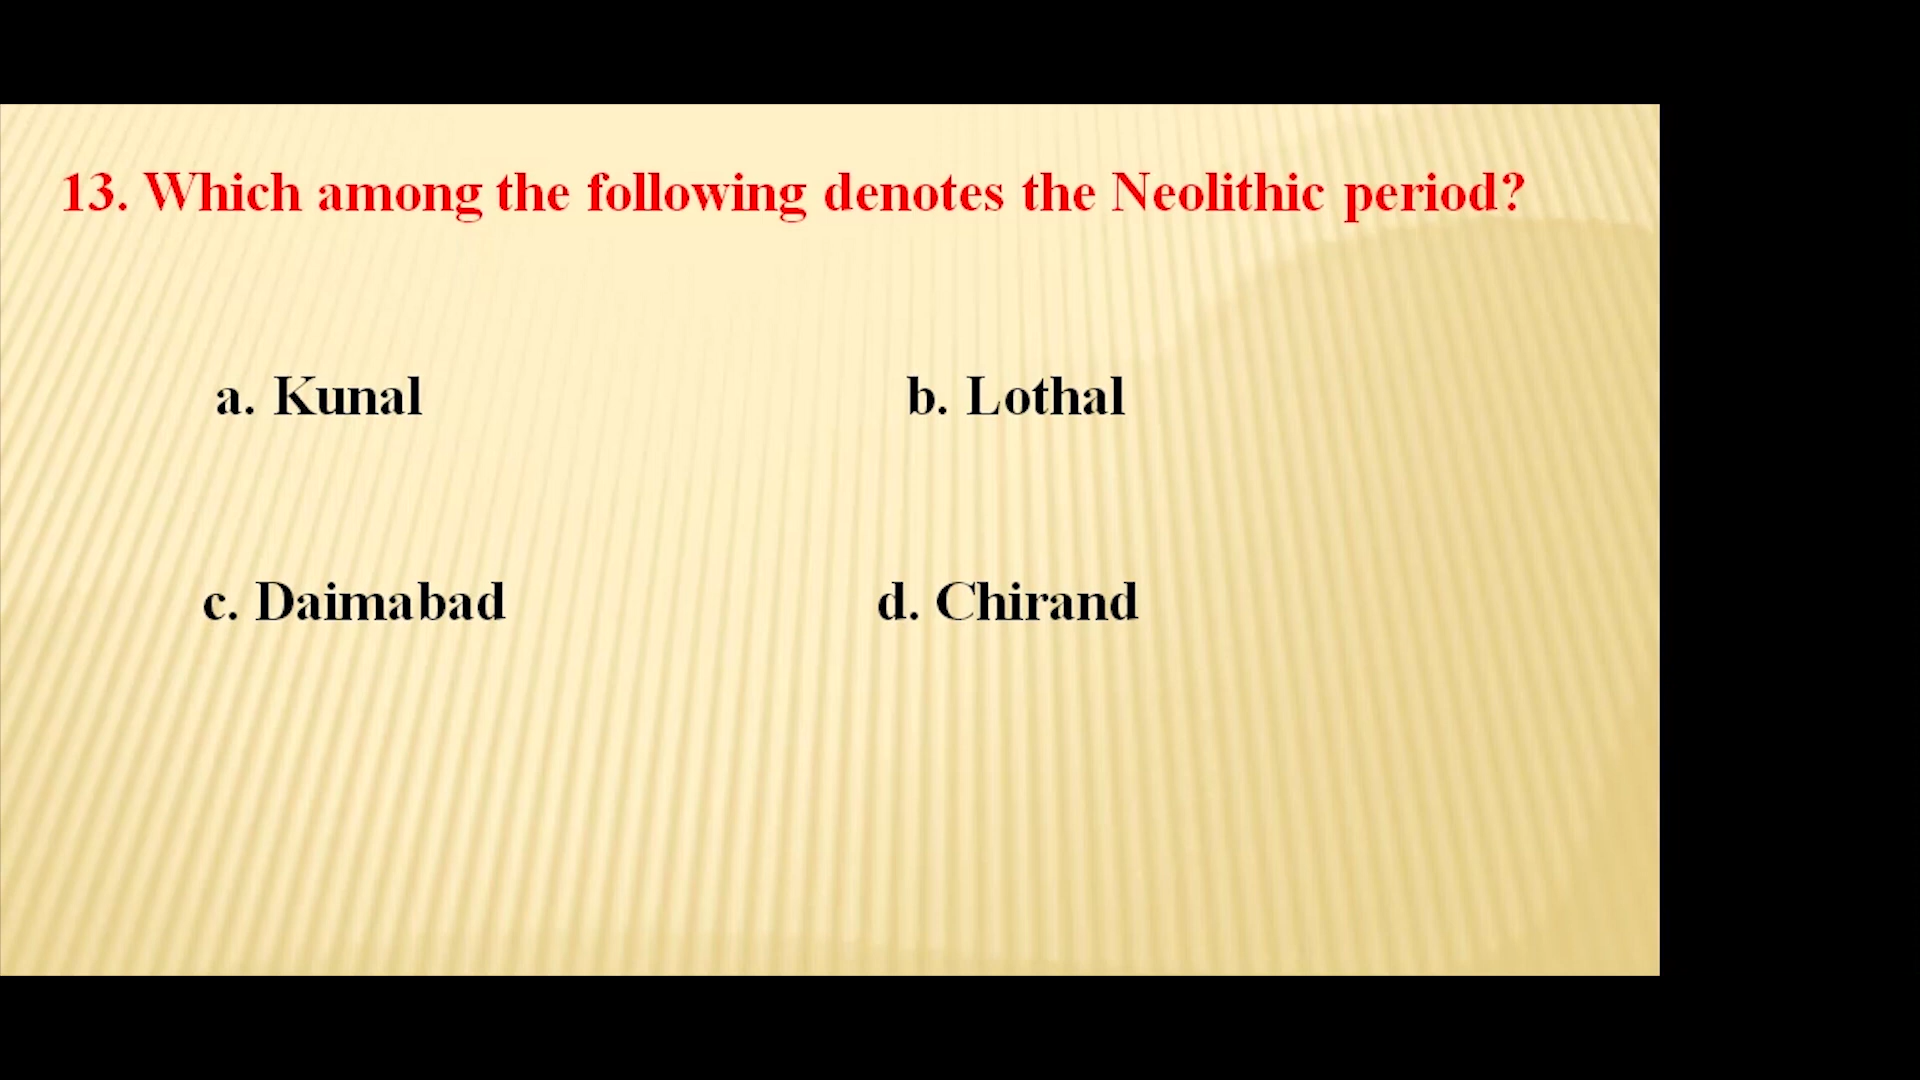 13. Which among the following denotes the Neolithic period?
a. Kunal
b. Lothal
c. Daimabad
d. Chirand